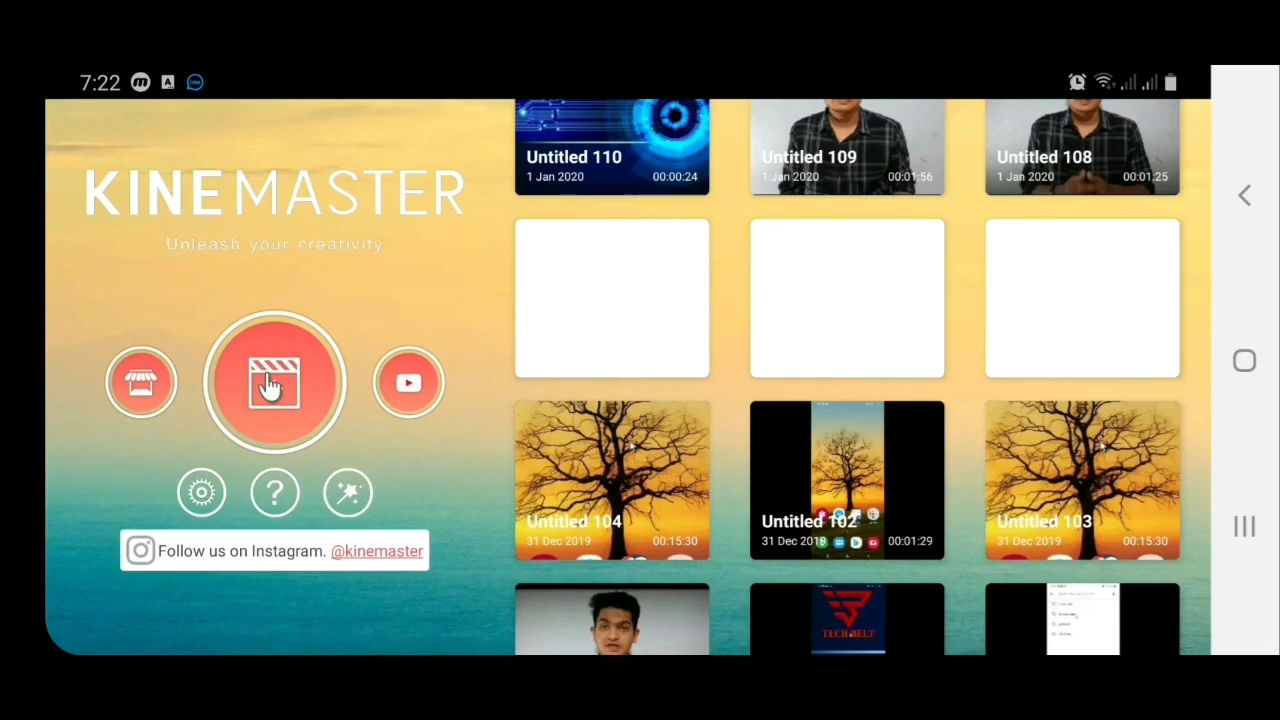 7:22
KINEMASTER
Unleash your creativity
Follow us on Instagram. @kinemaster
Untitled 110
1 Jan 2020 00:00:24
Untitled 109
1 Jan 2020 00:01:56
Untitled 108
1 Jan 2020 00:01:25
Untitled 104
31 Dec 2019 00:15:30
Untitled 102
31 Dec 2019 00:01:29
Untitled 103
31 Dec 2019 00:15:30
TECH BELT